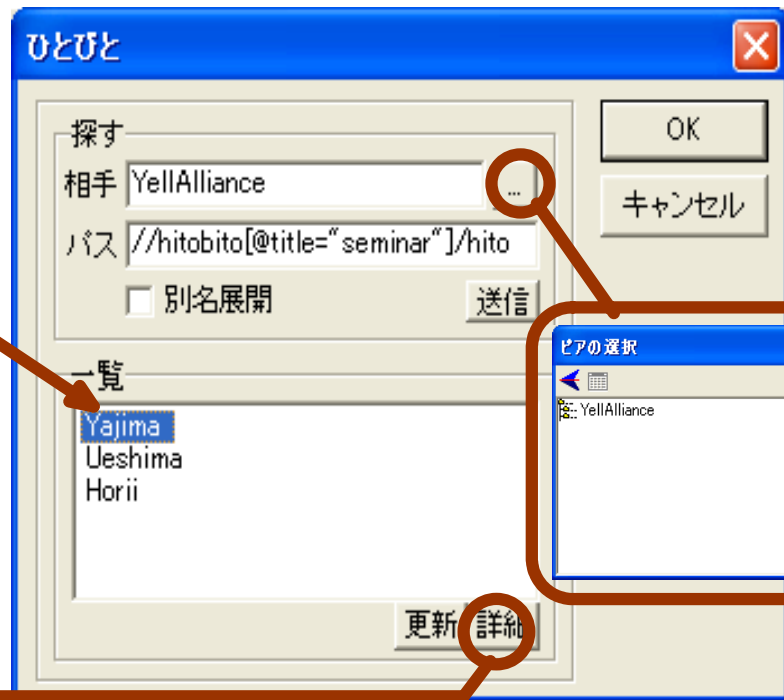 ひとびと
探す
相手 YellAlliance ...
パス //hitobito[@title="seminar"]/hito
別名展開 送信
一覧
Yajima
Ueshima
Horii
更新 詳細
OK
キャンセル
ピアの選択
YellAlliance